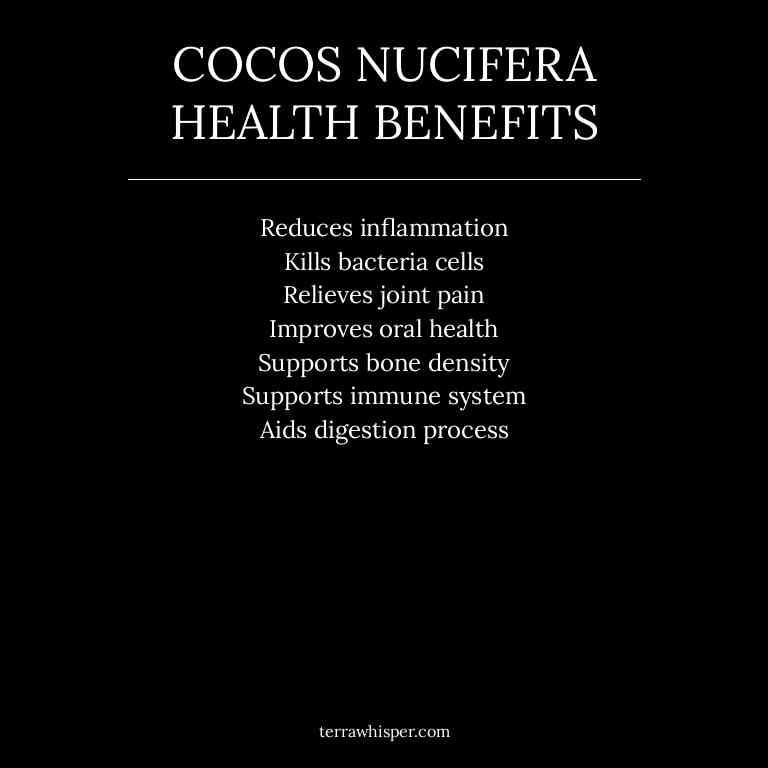 COCOS NUCIFERA
HEALTH BENEFITS
Reduces inflammation
Kills bacteria cells
Relieves joint pain
Improves oral health
Supports bone density
Supports immune system
Aids digestion process
terrawhisper.com